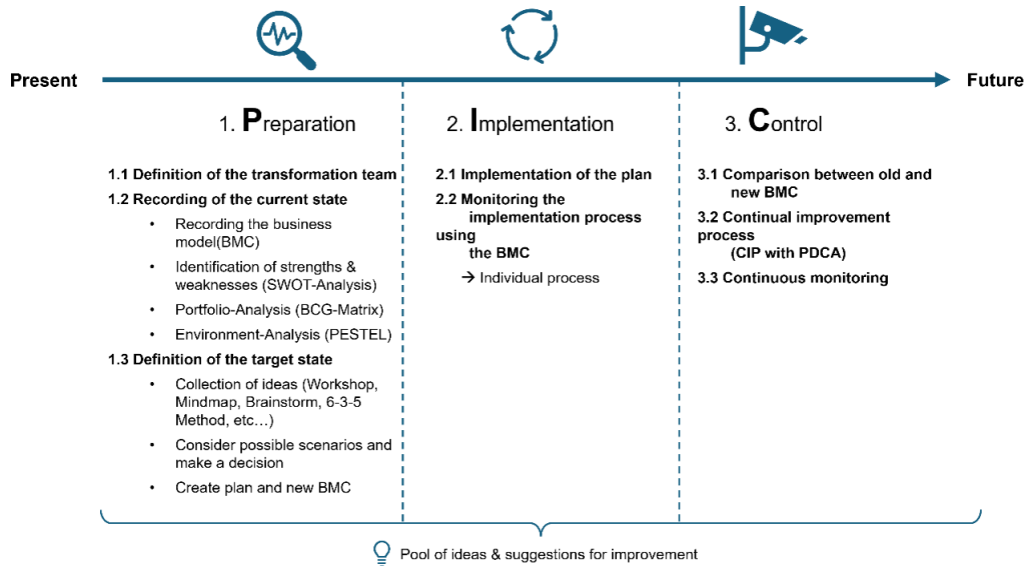 Present
Future
1. Preparation
1.1 Definition of the transformation team
1.2 Recording of the current state
• Recording the business
model(BMC)
• Identification of strengths &
weaknesses (SWOT-Analysis)
• Portfolio-Analysis (BCG-Matrix)
• Environment-Analysis (PESTEL)
1.3 Definition of the target state
• Collection of ideas (Workshop,
Mindmap, Brainstorm, 6-3-5
Method, etc…)
• Consider possible scenarios and
make a decision
• Create plan and new BMC
2. Implementation
2.1 Implementation of the plan
2.2 Monitoring the
implementation process
using
the BMC
→ Individual process
3. Control
3.1 Comparison between old and
new BMC
3.2 Continual improvement
process
(CIP with PDCA)
3.3 Continuous monitoring
Pool of ideas & suggestions for improvement